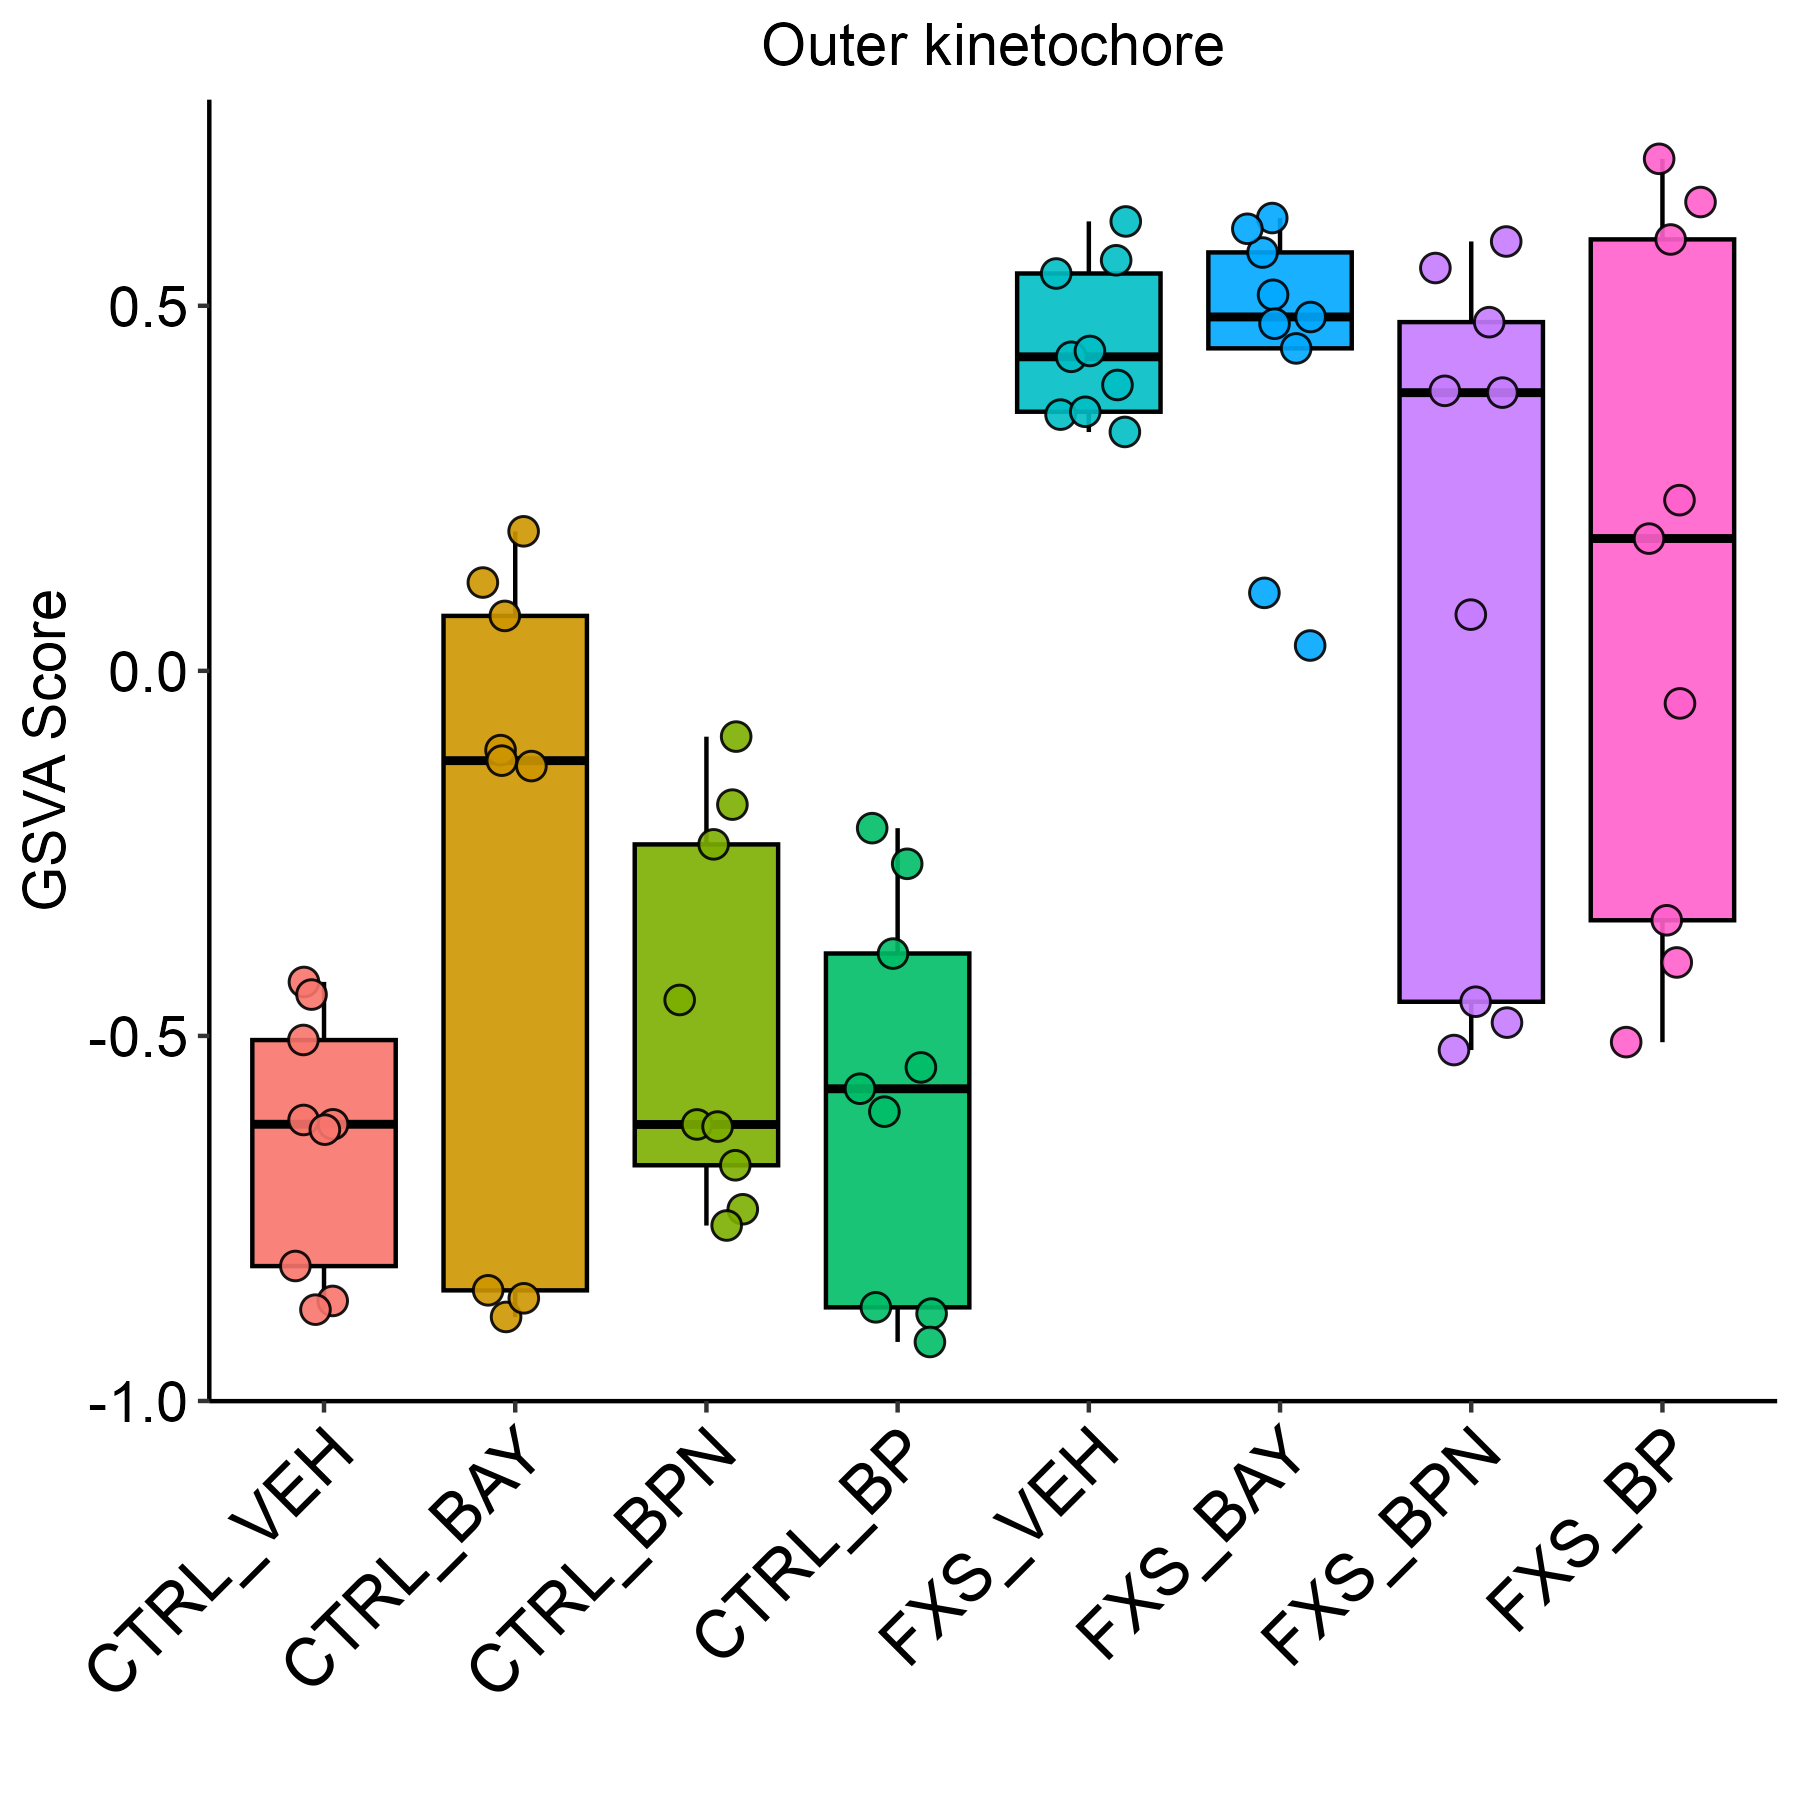 Outer kinetochore
GSVA Score
0.5
0.0
-0.5
-1.0
CTRL_VEH
CTRL_BAY
CTRL_BPN
CTRL_BP
FXS_VEH
FXS_BAY
FXS_BPN
FXS_BP